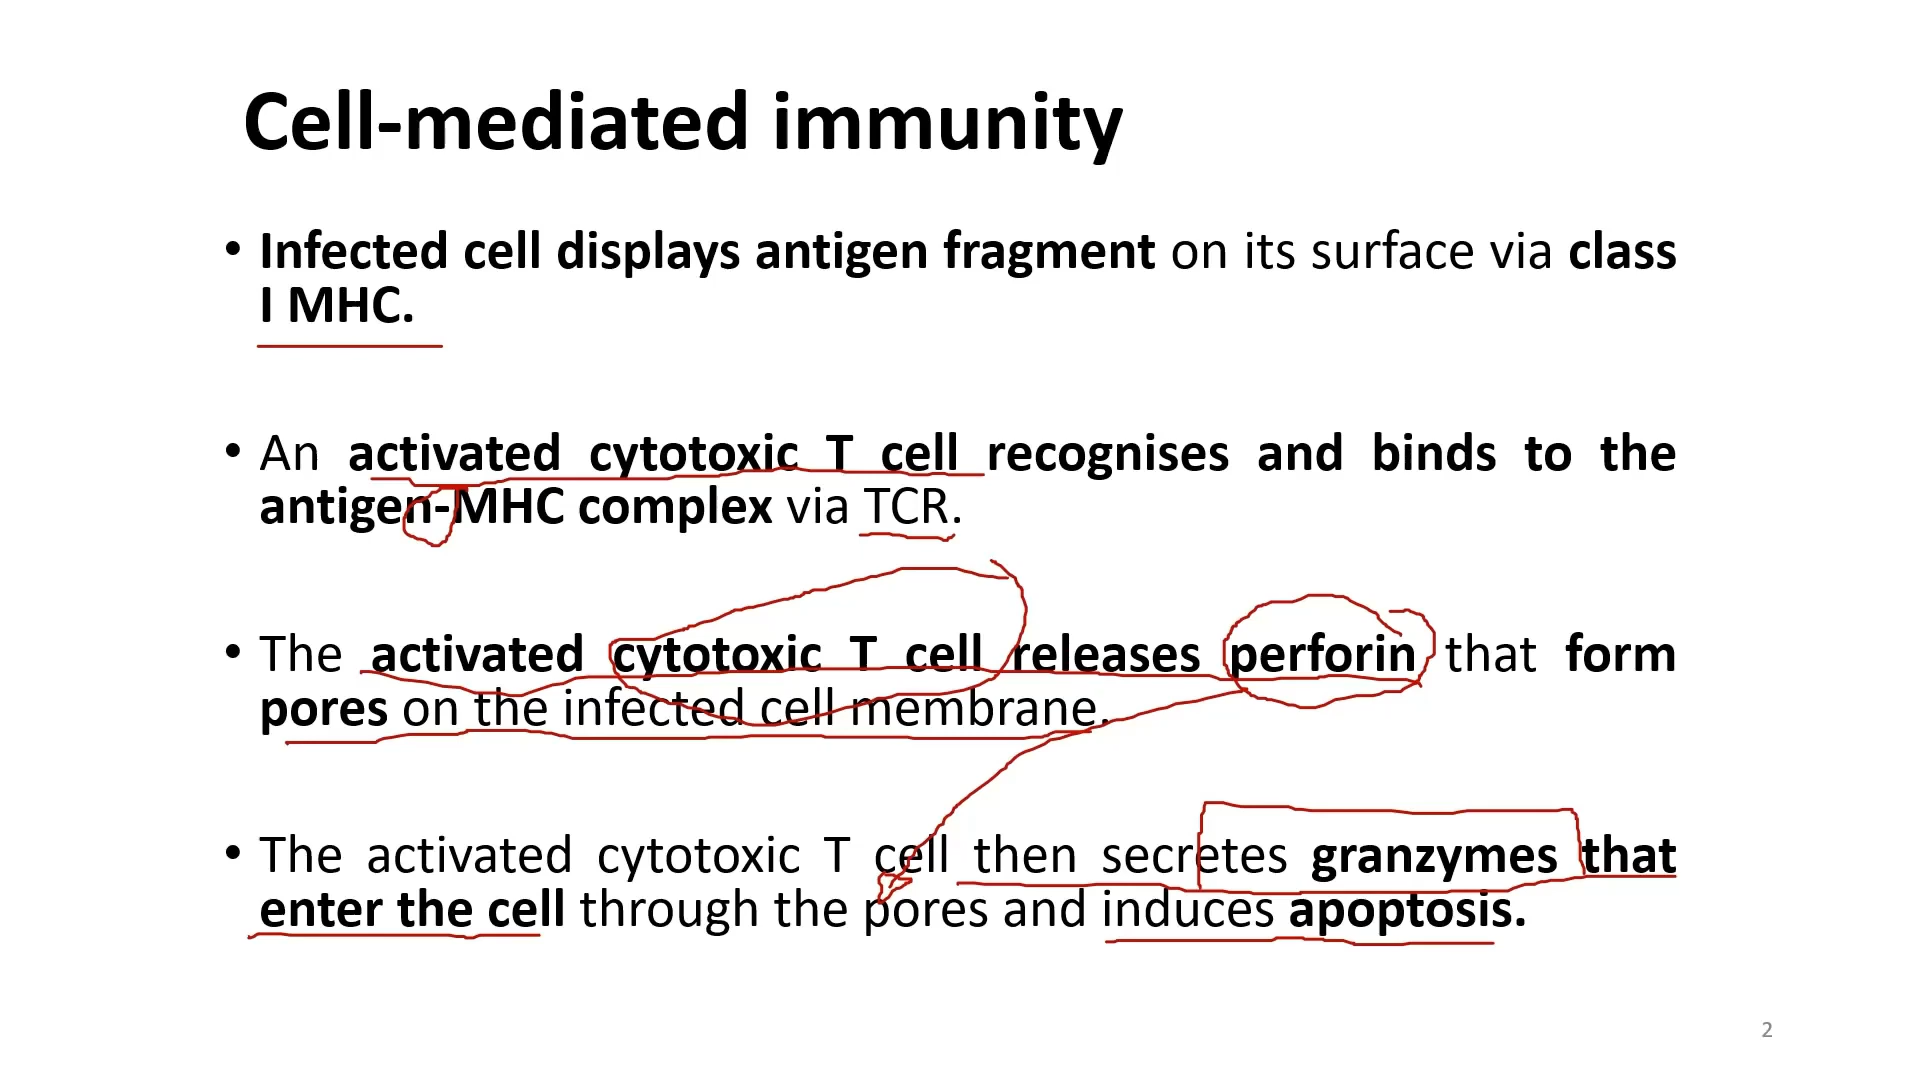 Cell-mediated immunity
• Infected cell displays antigen fragment on its surface via class
I MHC.
• An activated cytotoxic T cell recognises and binds to the
antigen-MHC complex via TCR.
• The activated cytotoxic T cell releases perforin that form
pores on the infected cell membrane.
• The activated cytotoxic T cell then secretes granzymes that
enter the cell through the pores and induces apoptosis.
2